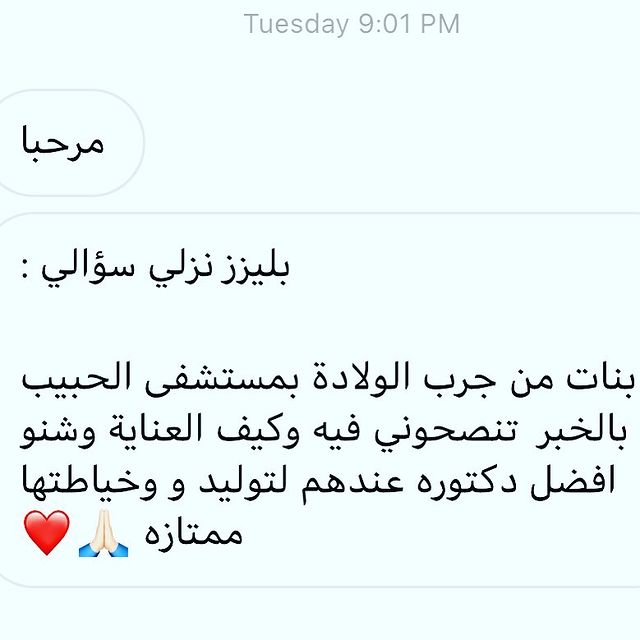 Tuesday 9:01 PM
مرحبا
بليزز نزلي سؤالي :
بنات من جرب الولادة بمستشفى الحبيب
بالخبر تنصحوني فيه وكيف العناية وشنو
افضل دكتوره عندهم لتوليد و وخياطتها
ممتازه 🙏🏻❤️